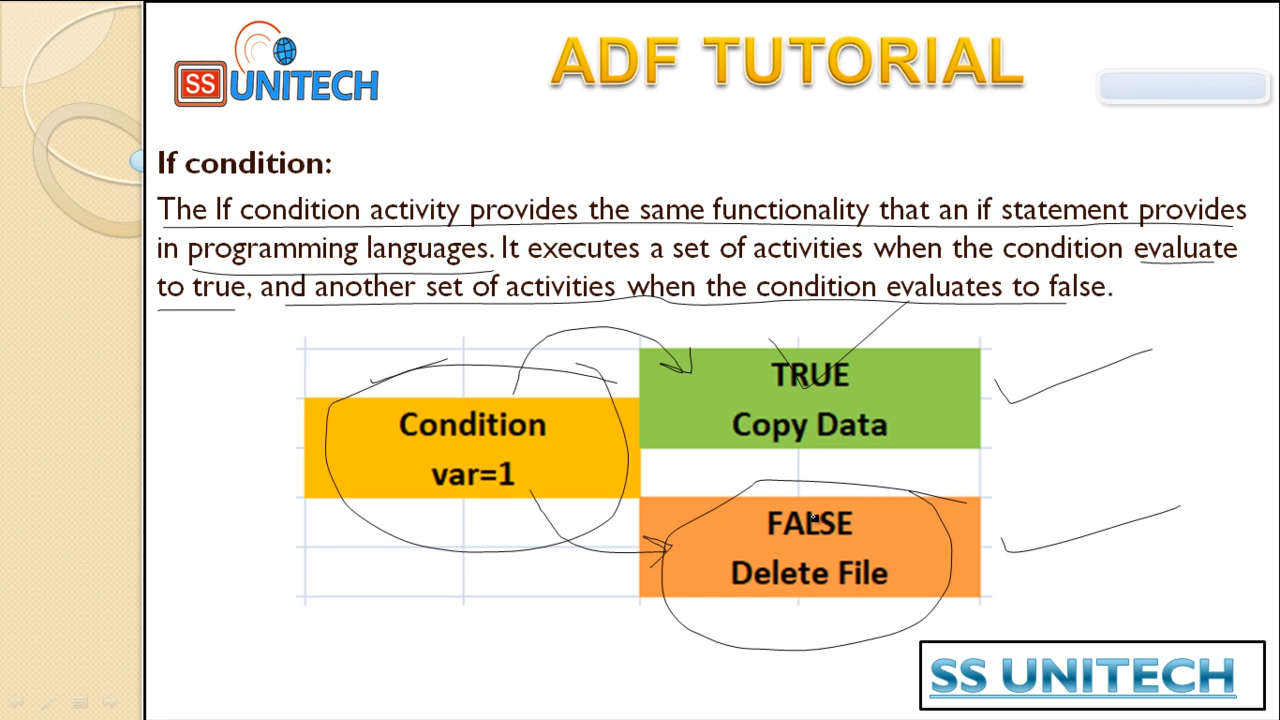 SS UNITECH
ADF TUTORIAL
If condition:
The If condition activity provides the same functionality that an if statement provides
in programming languages. It executes a set of activities when the condition evaluate
to true, and another set of activities when the condition evaluates to false.
TRUE
Copy Data
Condition
var=1
FALSE
Delete File
SS UNITECH